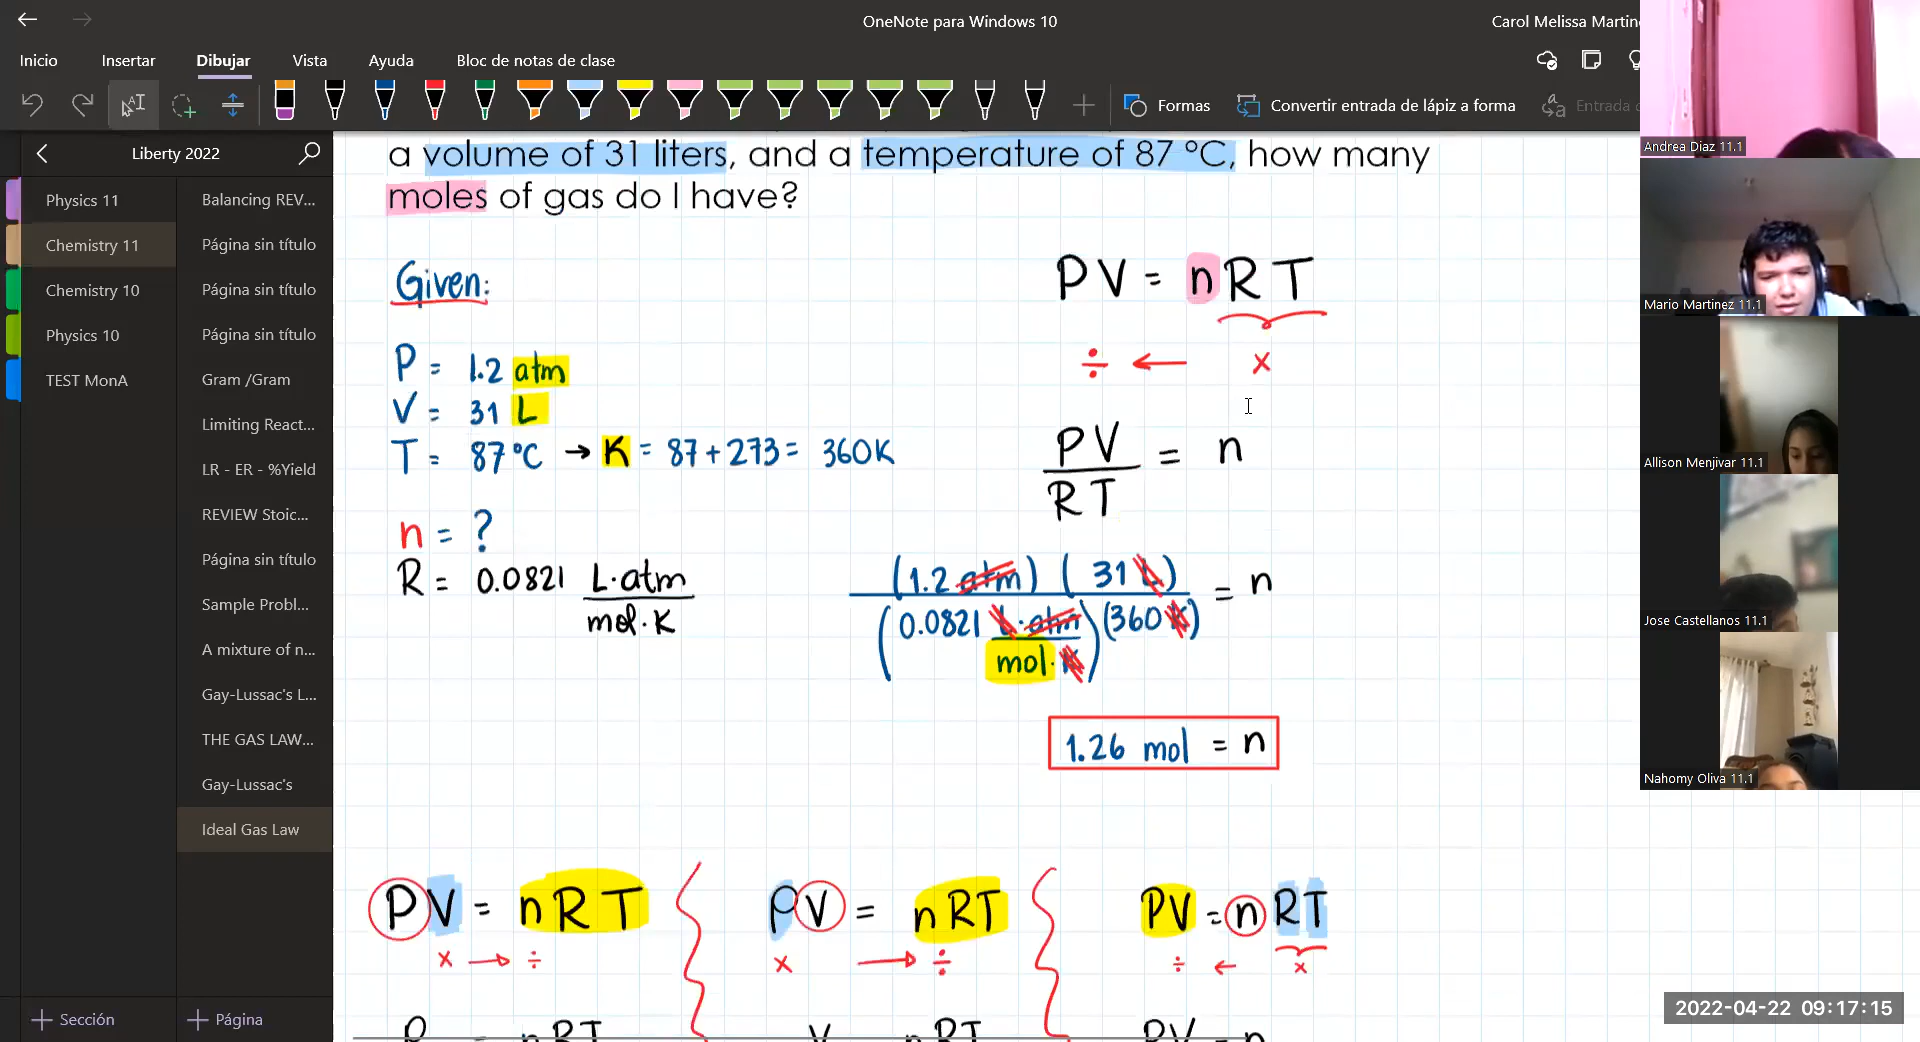 OneNote para Windows 10
Carol Melissa Martin
Inicio Insertar Dibujar Vista Ayuda Bloc de notas de clase
Formas Convertir entrada de lápiz a forma Entrada
Liberty 2022
Physics 11
Chemistry 11
Chemistry 10
Physics 10
TEST MonA
Sección
Balancing REV...
Página sin título
Página sin título
Página sin título
Gram /Gram
Limiting React...
LR - ER - %Yield
REVIEW Stoic...
Página sin título
Sample Probl...
A mixture of n...
Gay-Lussac's L...
THE GAS LAW...
Gay-Lussac's
Ideal Gas Law
Página
a volume of 31 liters, and a temperature of 87 °C, how many
moles of gas do I have?
Given:
P = 1.2 atm
V = 31 L
T = 87°C → K = 87 + 273 = 360K
n = ?
R = 0.0821 L·atm
mol·K
PV = nRT
÷ ← x
PV = n
RT
(1.2 atm) (31 L) = n
(0.0821 L·atm) (360 K)
mol·K
1.26 mol = n
PV = nRT
x → ÷
P nRT
PV = nRT
x → ÷
V nRT
PV = nRT
÷ ← x
PV = n
Andrea Diaz 11.1
Mario Martinez 11.1
Allison Menjivar 11.1
Jose Castellanos 11.1
Nahomy Oliva 11.1
2022-04-22 09:17:15